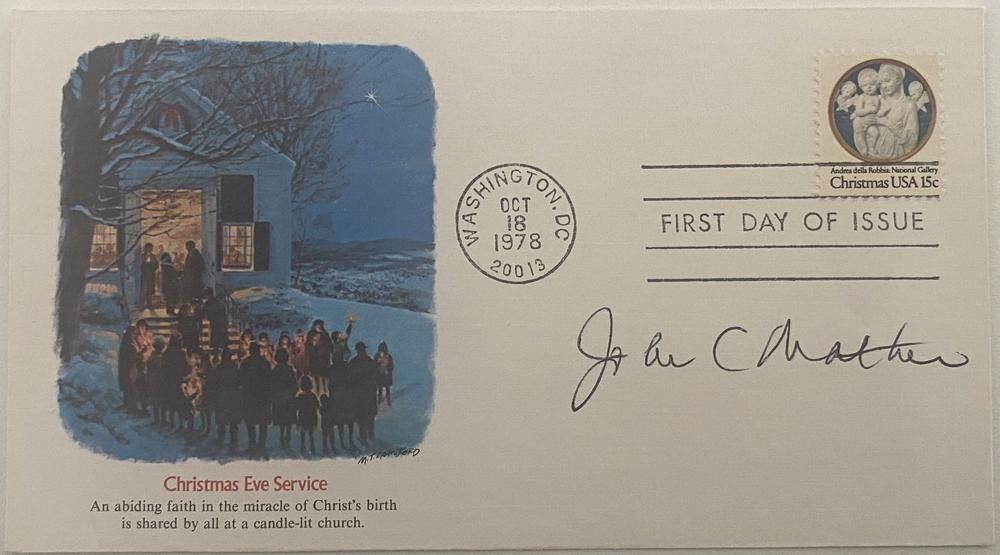 Andrea della Robbia: National Gallery
Christmas USA 15c
WASHINGTON, DC
OCT
18
1978
20013
FIRST DAY OF ISSUE
John C Mather
M.T. CRAWFORD
Christmas Eve Service
An abiding faith in the miracle of Christ's birth
is shared by all at a candle-lit church.